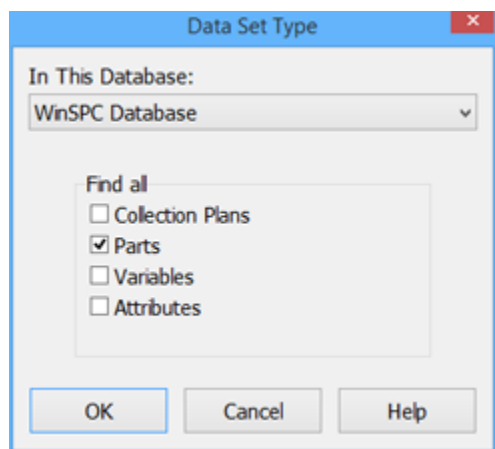 Data Set Type
In This Database:
WinSPC Database
Find all
Collection Plans
Parts
Variables
Attributes
OK Cancel Help